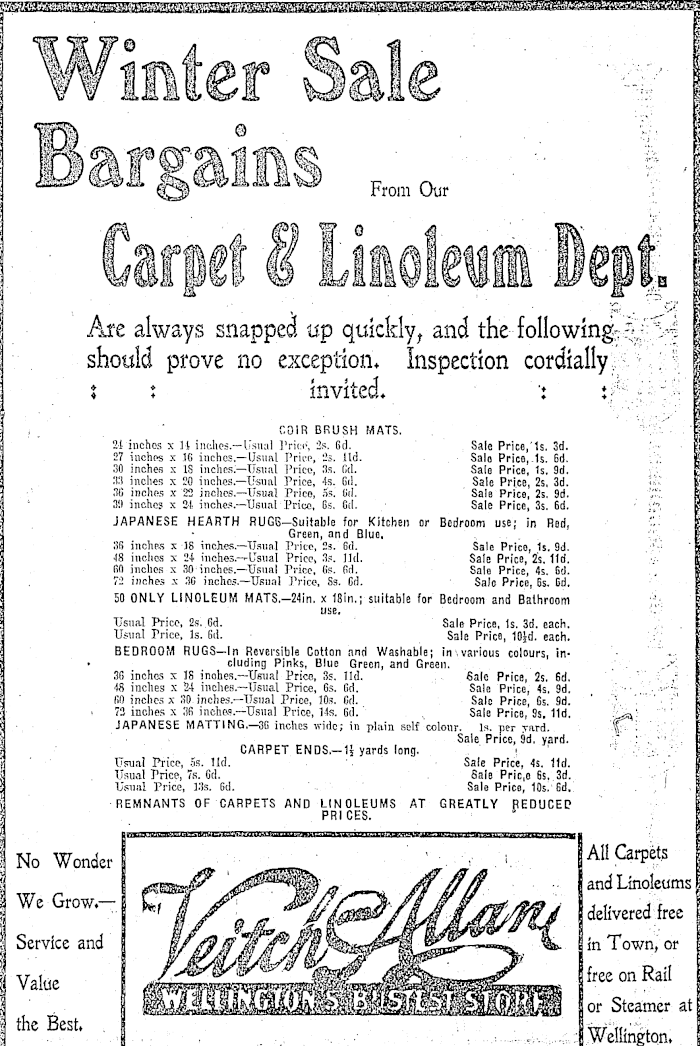 Winter Sale
Bargains
From Our
Carpet & Linoleum Dept.
Are always snapped up quickly, and the following
should prove no exception. Inspection cordially
: : invited. : :
COIR BRUSH MATS.
24 inches x 14 inches.—Usual Price, 2s. 6d. Sale Price, 1s. 3d.
27 inches x 16 inches.—Usual Price, 2s. 11d. Sale Price, 1s. 6d.
30 inches x 18 inches.—Usual Price, 3s. 6d. Sale Price, 1s. 9d.
33 inches x 20 inches.—Usual Price, 4s. 6d. Sale Price, 2s. 3d.
36 inches x 22 inches.—Usual Price, 5s. 6d. Sale Price, 2s. 9d.
39 inches x 24 inches.—Usual Price, 6s. 6d. Sale Price, 3s. 6d.
JAPANESE HEARTH RUGS—Suitable for Kitchen or Bedroom use; in Red,
Green, and Blue.
36 inches x 18 inches.—Usual Price, 2s. 6d. Sale Price, 1s. 9d.
48 inches x 24 inches.—Usual Price, 3s. 11d. Sale Price, 2s. 11d.
60 inches x 30 inches.—Usual Price, 6s. 6d. Sale Price, 4s. 6d.
72 inches x 36 inches.—Usual Price, 8s. 6d. Sale Price, 6s. 6d.
50 ONLY LINOLEUM MATS.—24in. x 18in.; suitable for Bedroom and Bathroom
use.
Usual Price, 2s. 6d. Sale Price, 1s. 3d. each.
Usual Price, 1s. 6d. Sale Price, 10½d. each.
BEDROOM RUGS—In Reversible Cotton and Washable; in various colours, in-
cluding Pinks, Blue Green, and Green.
36 inches x 18 inches.—Usual Price, 3s. 11d. Sale Price, 2s. 6d.
48 inches x 24 inches.—Usual Price, 6s. 6d. Sale Price, 4s. 9d.
60 inches x 30 inches.—Usual Price, 10s. 6d. Sale Price, 6s. 9d.
72 inches x 36 inches.—Usual Price, 14s. 6d. Sale Price, 9s. 11d.
JAPANESE MATTING.—36 inches wide; in plain self colour. 1s. per yard.
Sale Price, 9d. yard.
CARPET ENDS.—1½ yards long.
Usual Price, 5s. 11d. Sale Price, 4s. 11d.
Usual Price, 7s. 6d. Sale Pric,e 6s. 3d.
Usual Price, 13s. 6d. Sale Price, 10s. 6d.
REMNANTS OF CARPETS AND LINOLEUMS AT GREATLY REDUCED
PRICES.
No Wonder
We Grow.—
Service and
Value
the Best.
Veitch & Allan
WELLINGTON'S BUSIEST STORE.
All Carpets
and Linoleums
delivered free
in Town, or
free on Rail
or Steamer at
Wellington.